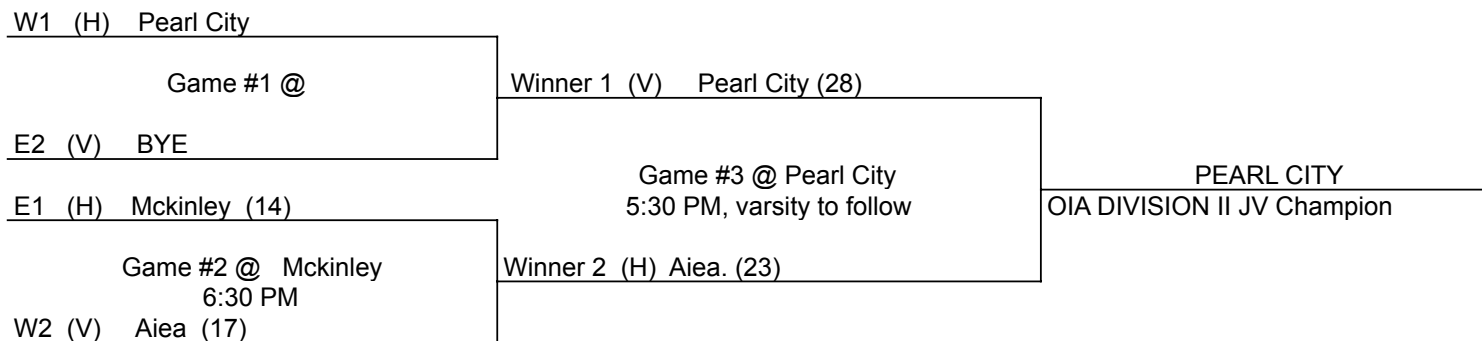 W1 (H) Pearl City
Game #1 @
Winner 1 (V) Pearl City (28)
E2 (V) BYE
Game #3 @ Pearl City
5:30 PM, varsity to follow
PEARL CITY
OIA DIVISION II JV Champion
E1 (H) Mckinley (14)
Game #2 @ Mckinley
6:30 PM
Winner 2 (H) Aiea. (23)
W2 (V) Aiea (17)